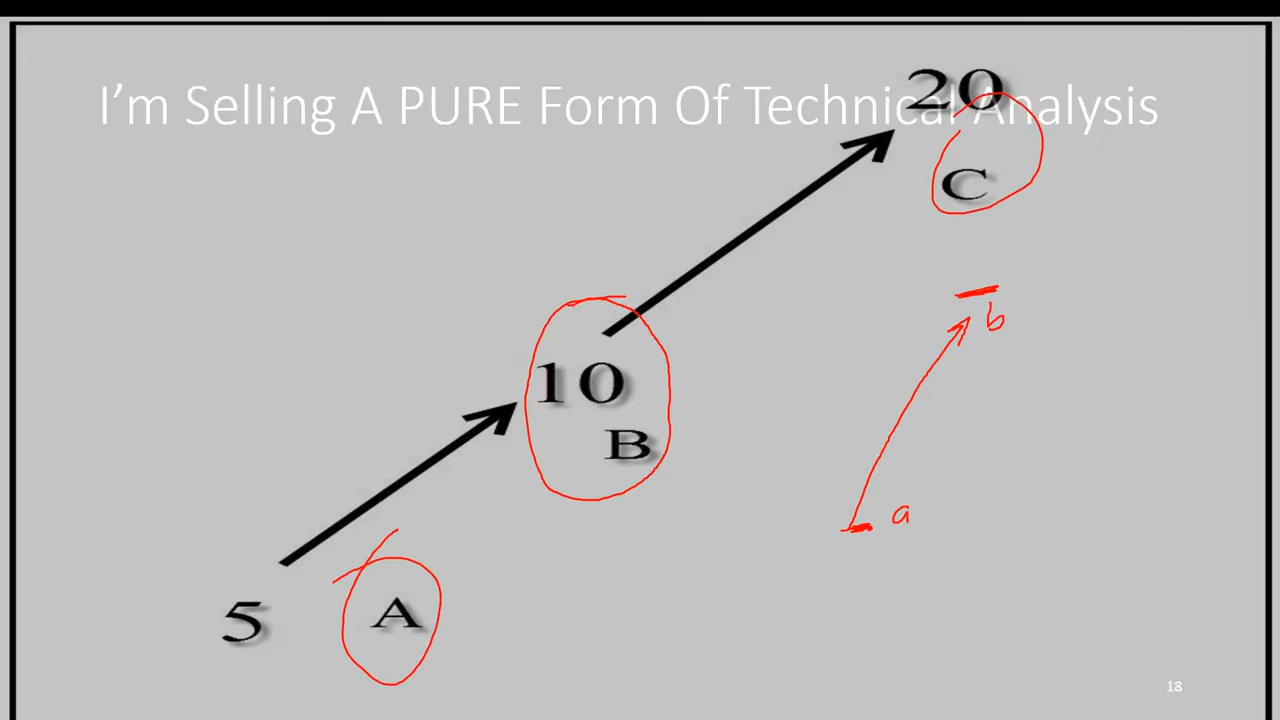 I'm Selling A PURE Form Of Technical Analysis
20
C
b
10
B
a
5 A
18